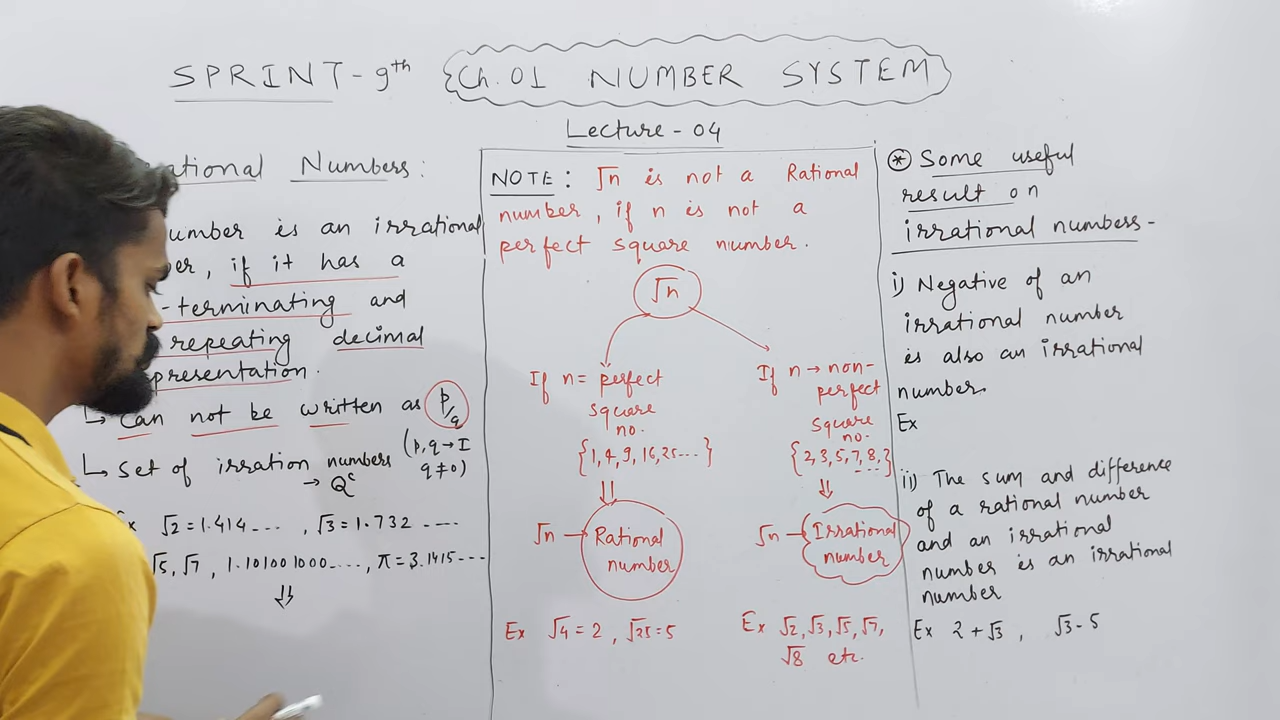 SPRINT - 9th Ch. 01 NUMBER SYSTEM
Lecture - 04
ational Numbers :
umber is an irrational
er, if it has a
-terminating and
repeating decimal
presentation.
↳ Can not be written as p/q
(p,q → I
q≠0)
↳ Set of irration numbers
→ Qᶜ
Ex √2 = 1.414 ... , √3 = 1.732 .....
√5, √7 , 1.101001000....., π = 3.1415....
⇓
NOTE : √n is not a Rational
number, if n is not a
perfect square number.
√n
If n = perfect
square
no.
{1, 4, 9, 16, 25...}
⇓
√n → Rational
number
Ex √4 = 2 , √25 = 5
If n → non-
perfect
square
no.
{2, 3, 5, 7, 8, ....}
⇓
√n → Irrational
number
Ex √2, √3, √5, √7,
√8 etc.
* Some useful
result on
irrational numbers -
i) Negative of an
irrational number
is also an irrational
number.
Ex
ii) The sum and difference
of a rational number
and an irrational
number is an irrational
number
Ex 2 + √3 , √3 - 5